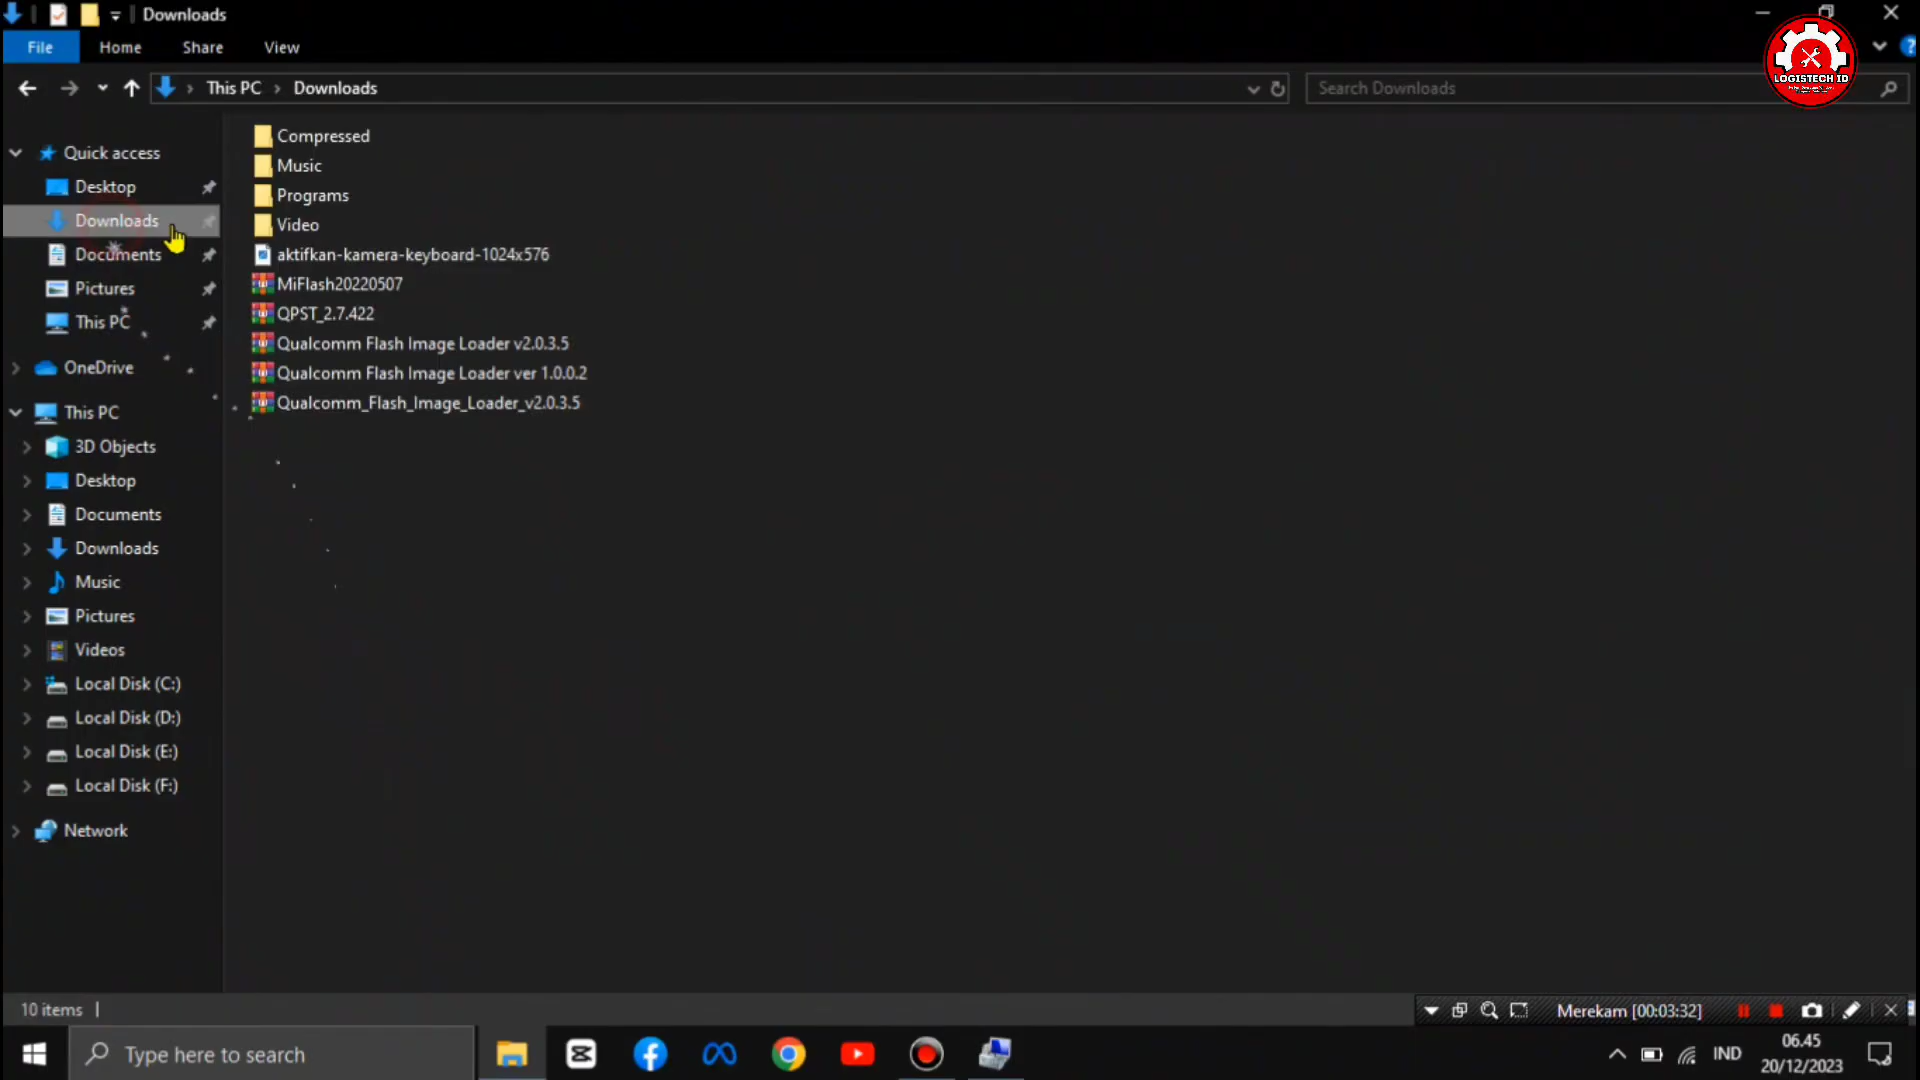 Downloads
File
Home
Share
View
LOGISTECH ID
This PC
Downloads
Search Downloads
Quick access
Desktop
Downloads
Documents
Pictures
This PC
OneDrive
This PC
3D Objects
Desktop
Documents
Downloads
Music
Pictures
Videos
Local Disk (C:)
Local Disk (D:)
Local Disk (E:)
Local Disk (F:)
Network
Compressed
Music
Programs
Video
aktifkan-kamera-keyboard-1024x576
MiFlash20220507
QPST_2.7.422
Qualcomm Flash Image Loader v2.0.3.5
Qualcomm Flash Image Loader ver 1.0.0.2
Qualcomm_Flash_Image_Loader_v2.0.3.5
10 items
Merekam [00:03:32]
Type here to search
IND
06.45
20/12/2023